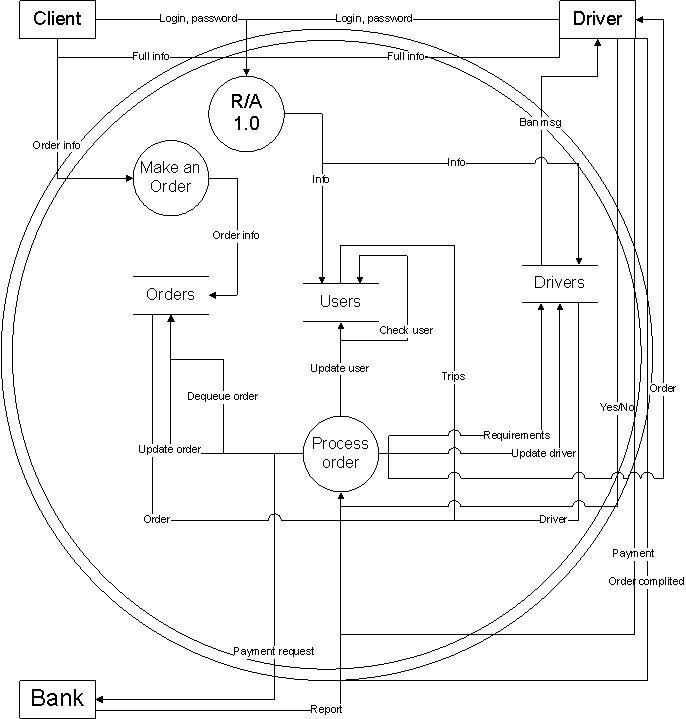 Client
Login, password
Login, password
Driver
Full info
Full info
R/A
1.0
Ban msg
Order info
Make an
Order
Info
Info
Order info
Orders
Users
Drivers
Check user
Update user
Trips
Order
Dequeue order
Yes/No
Update order
Process
order
Requirements
Update driver
Order
Driver
Payment
Order complited
Payment request
Bank
Report